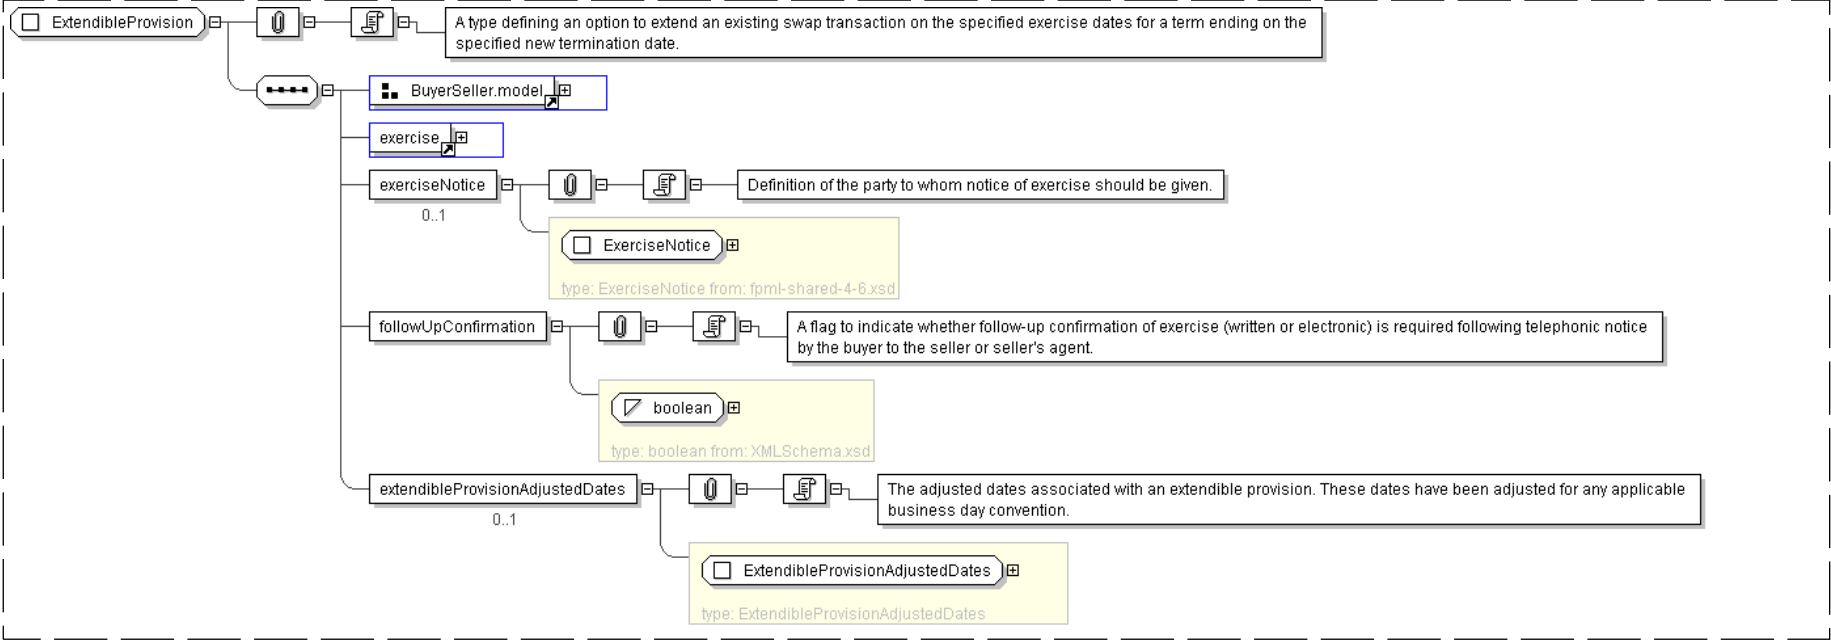 ExtendibleProvision
A type defining an option to extend an existing swap transaction on the specified exercise dates for a term ending on the
specified new termination date.
BuyerSeller.model
exercise
exerciseNotice
Definition of the party to whom notice of exercise should be given.
0..1
ExerciseNotice
type: ExerciseNotice from: fpml-shared-4-6.xsd
followUpConfirmation
A flag to indicate whether follow-up confirmation of exercise (written or electronic) is required following telephonic notice
by the buyer to the seller or seller's agent.
boolean
type: boolean from: XMLSchema.xsd
extendibleProvisionAdjustedDates
The adjusted dates associated with an extendible provision. These dates have been adjusted for any applicable
business day convention.
0..1
ExtendibleProvisionAdjustedDates
type: ExtendibleProvisionAdjustedDates